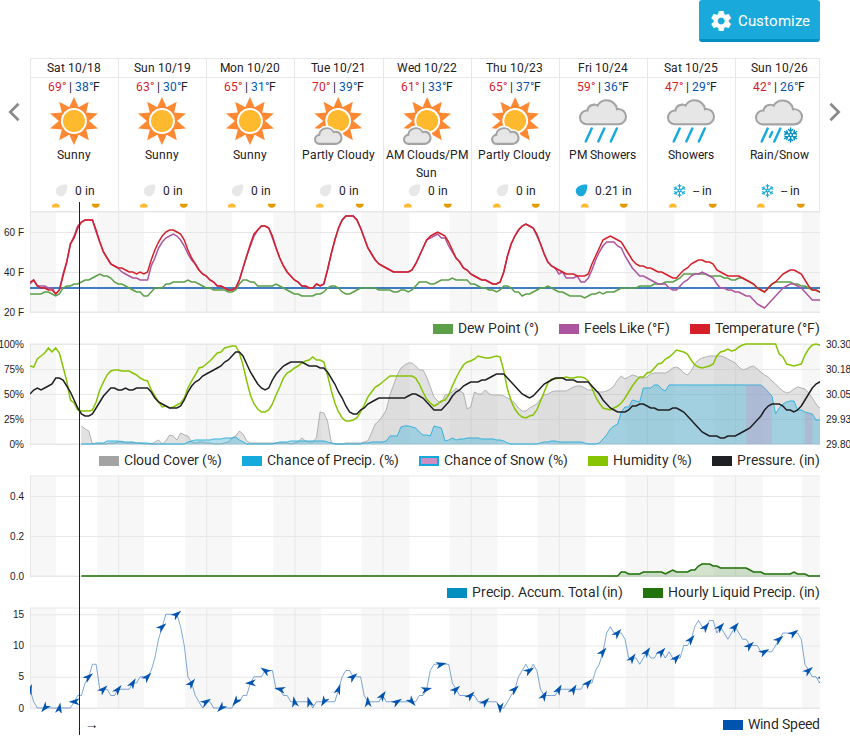 Customize
Sat 10/18 Sun 10/19 Mon 10/20 Tue 10/21 Wed 10/22 Thu 10/23 Fri 10/24 Sat 10/25 Sun 10/26
69° | 38°F 63° | 30°F 65° | 31°F 70° | 39°F 61° | 33°F 65° | 37°F 59° | 36°F 47° | 29°F 42° | 26°F
Sunny Sunny Sunny Partly Cloudy AM Clouds/PM Sun Partly Cloudy PM Showers Showers Rain/Snow
0 in 0 in 0 in 0 in 0 in 0 in 0.21 in -- in -- in
60 F
40 F
20 F
Dew Point (°) Feels Like (°F) Temperature (°F)
100% 30.30
75% 30.18
50% 30.05
25% 29.93
0% 29.80
Cloud Cover (%) Chance of Precip. (%) Chance of Snow (%) Humidity (%) Pressure. (in)
0.4
0.2
0.0
Precip. Accum. Total (in) Hourly Liquid Precip. (in)
15
10
5
0
→
Wind Speed